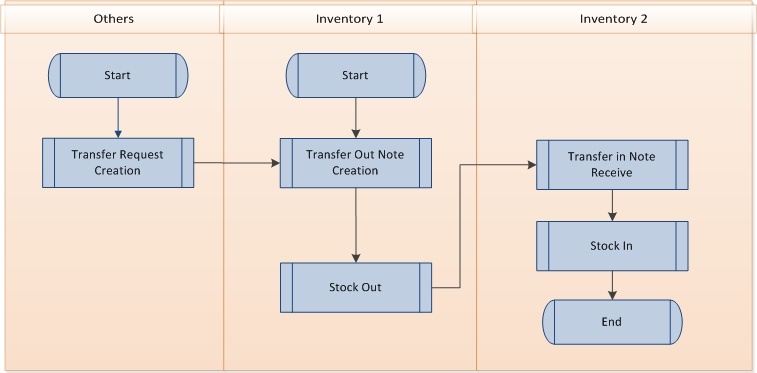 Others
Inventory 1
Inventory 2
Start
Start
Transfer Request
Creation
Transfer Out Note
Creation
Transfer in Note
Receive
Stock In
Stock Out
End